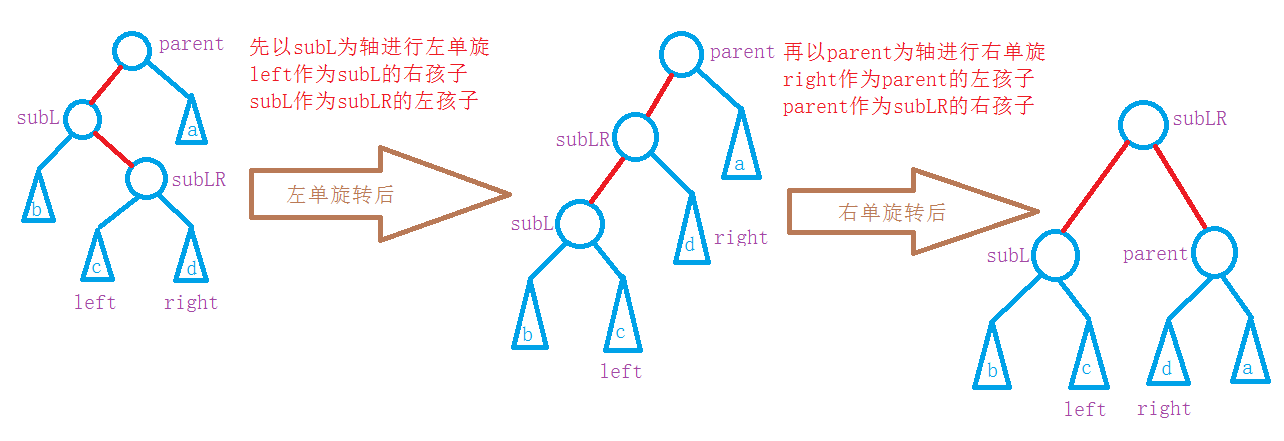 parent
先以subL为轴进行左单旋
left作为subL的右孩子
subL作为subLR的左孩子
subL
a
subLR
b
c
d
left
right
左单旋转后
parent
再以parent为轴进行右单旋
right作为parent的左孩子
parent作为subLR的右孩子
subLR
a
subL
d
right
b
c
left
右单旋转后
subLR
subL
parent
b
c
d
a
left
right